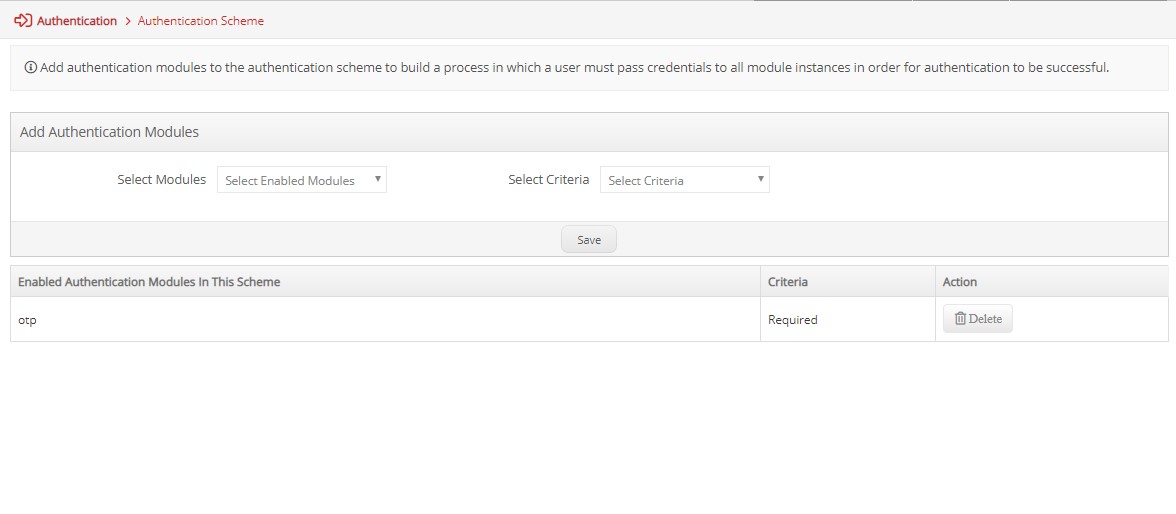 Authentication > Authentication Scheme
Add authentication modules to the authentication scheme to build a process in which a user must pass credentials to all module instances in order for authentication to be successful.
Add Authentication Modules
Select Modules Select Enabled Modules Select Criteria Select Criteria
Save
Enabled Authentication Modules In This Scheme Criteria Action
otp Required Delete